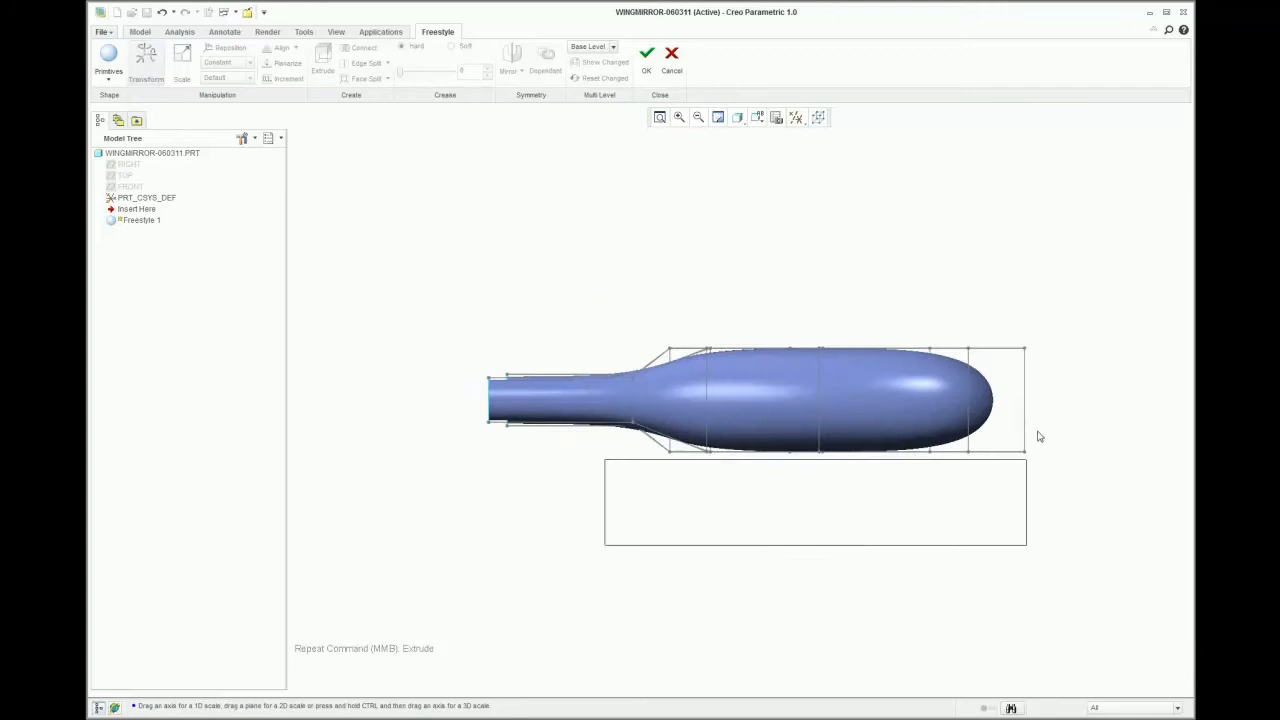 WINGMIRROR-060311 (Active) - Creo Parametric 1.0
File Model Analysis Annotate Render Tools View Applications Freestyle
Primitives Transform Scale Reposition Constant Default Align Planarize Increment Extrude Connect Edge Split Face Split Hard Soft 0 Mirror Dependent Base Level Show Changed Reset Changed OK Cancel
Shape Manipulation Create Crease Symmetry Multi Level Close
Model Tree
WINGMIRROR-060311.PRT
RIGHT
TOP
FRONT
PRT_CSYS_DEF
Insert Here
Freestyle 1
Repeat Command (MMB): Extrude
Drag an axis for a 1D scale, drag a plane for a 2D scale or press and hold CTRL and then drag an axis for a 3D scale.
All